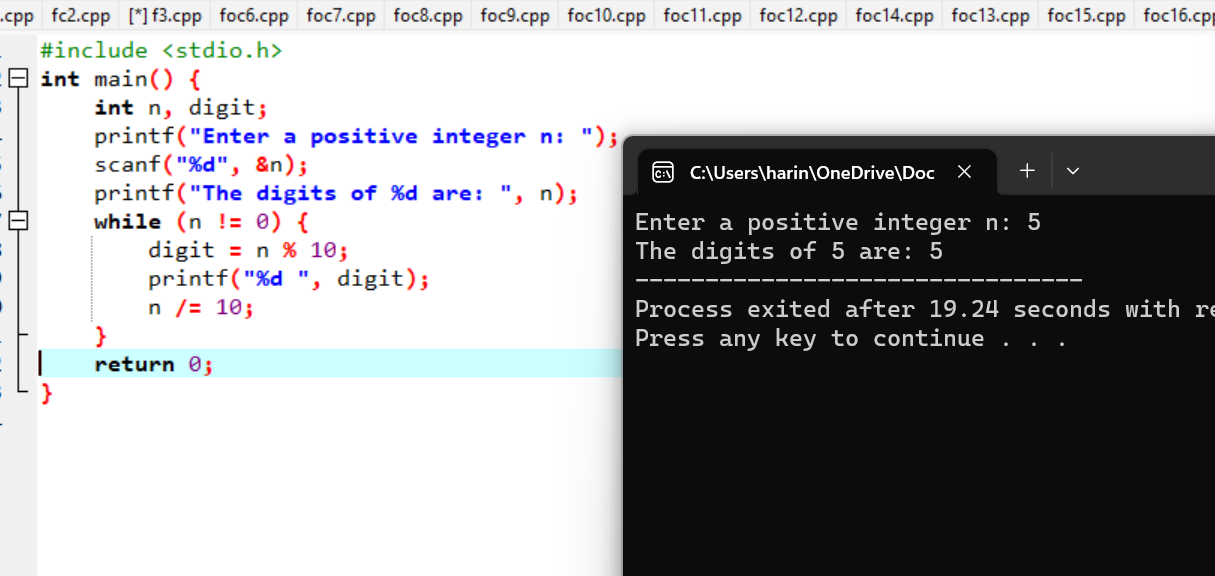 .cpp fc2.cpp [*] f3.cpp foc6.cpp foc7.cpp foc8.cpp foc9.cpp foc10.cpp foc11.cpp foc12.cpp foc14.cpp foc13.cpp foc15.cpp foc16.cpp
#include <stdio.h>
int main() {
    int n, digit;
    printf("Enter a positive integer n: ");
    scanf("%d", &n);
    printf("The digits of %d are: ", n);
    while (n != 0) {
        digit = n % 10;
        printf("%d ", digit);
        n /= 10;
    }
    return 0;
}
C:\Users\harin\OneDrive\Doc
Enter a positive integer n: 5
The digits of 5 are: 5
--------------------------------
Process exited after 19.24 seconds with re
Press any key to continue . . .